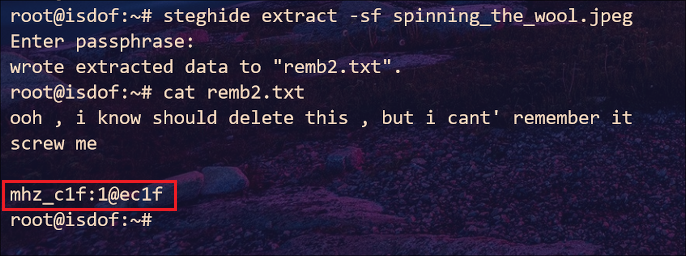 root@isdof:~# steghide extract -sf spinning_the_wool.jpeg
Enter passphrase:
wrote extracted data to "remb2.txt".
root@isdof:~# cat remb2.txt
ooh , i know should delete this , but i cant' remember it
screw me
mhz_c1f:1@ec1f
root@isdof:~#